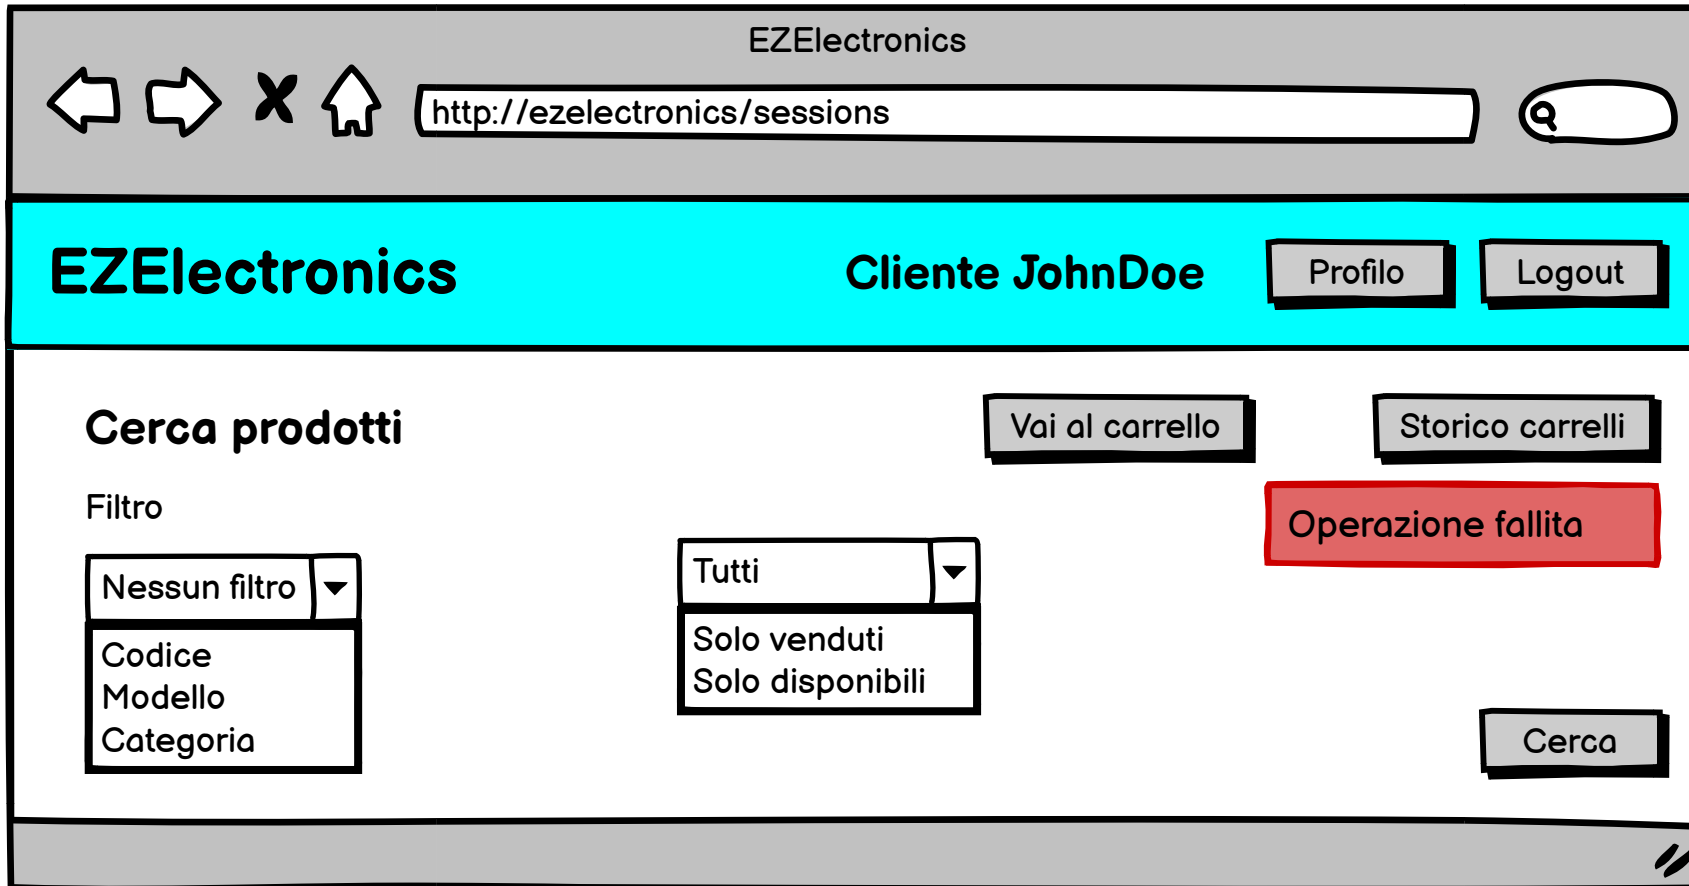 EZElectronics
http://ezelectronics/sessions
EZElectronics
Cliente JohnDoe
Profilo
Logout
Cerca prodotti
Vai al carrello
Storico carrelli
Filtro
Operazione fallita
Nessun filtro
Codice
Modello
Categoria
Tutti
Solo venduti
Solo disponibili
Cerca